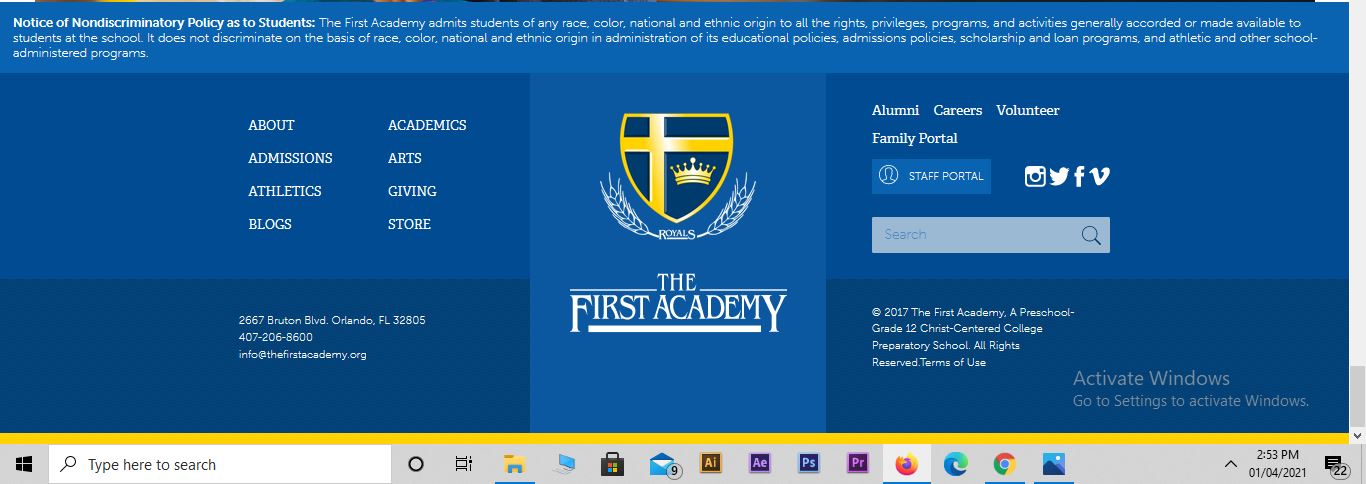 Notice of Nondiscriminatory Policy as to Students: The First Academy admits students of any race, color, national and ethnic origin to all the rights, privileges, programs, and activities generally accorded or made available to
students at the school. It does not discriminate on the basis of race, color, national and ethnic origin in administration of its educational policies, admissions policies, scholarship and loan programs, and athletic and other school-
administered programs.
ABOUT ACADEMICS
ADMISSIONS ARTS
ATHLETICS GIVING
BLOGS STORE
ROYALS
THE
FIRST ACADEMY
Alumni Careers Volunteer
Family Portal
STAFF PORTAL
Search
2667 Bruton Blvd. Orlando, FL 32805
407-206-8600
info@thefirstacademy.org
© 2017 The First Academy, A Preschool-
Grade 12 Christ-Centered College
Preparatory School. All Rights
Reserved.Terms of Use
Activate Windows
Go to Settings to activate Windows.
Type here to search
9
Ai
Ae
Ps
Pr
2:53 PM
01/04/2021
22